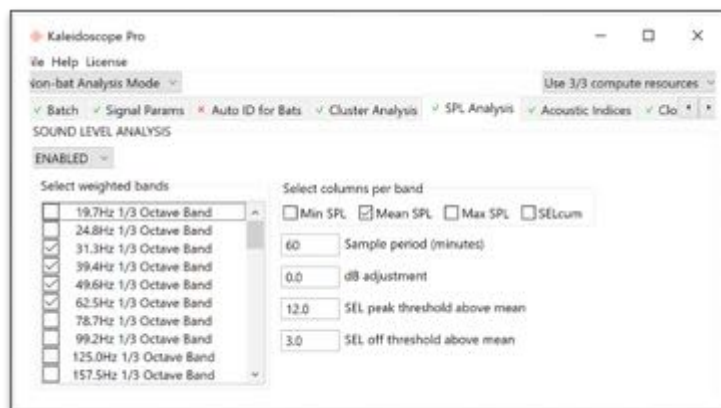 Kaleidoscope Pro
ile Help License
Non-bat Analysis Mode
Use 3/3 compute resources
Batch Signal Params Auto ID for Bats Cluster Analysis SPL Analysis Acoustic Indices Clo
SOUND LEVEL ANALYSIS
ENABLED
Select weighted bands
19.7Hz 1/3 Octave Band
24.8Hz 1/3 Octave Band
31.3Hz 1/3 Octave Band
39.4Hz 1/3 Octave Band
49.6Hz 1/3 Octave Band
62.5Hz 1/3 Octave Band
78.7Hz 1/3 Octave Band
99.2Hz 1/3 Octave Band
125.0Hz 1/3 Octave Band
157.5Hz 1/3 Octave Band
Select columns per band
Min SPL Mean SPL Max SPL SELcum
60 Sample period (minutes)
0.0 dB adjustment
12.0 SEL peak threshold above mean
3.0 SEL off threshold above mean